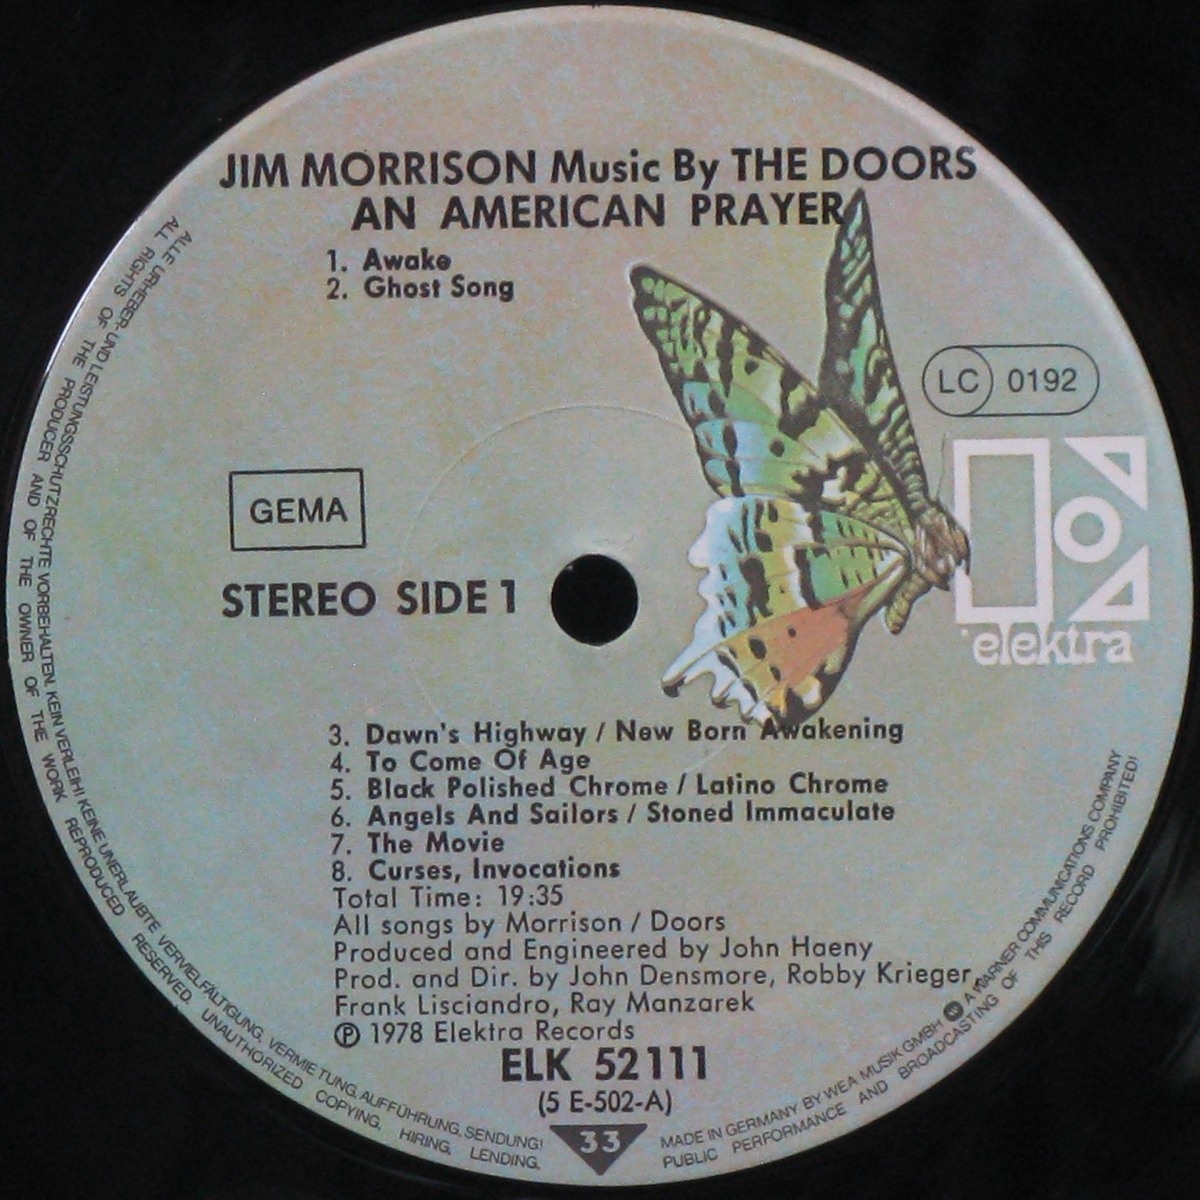 JIM MORRISON Music By THE DOORS
AN AMERICAN PRAYER
1. Awake
2. Ghost Song
LC 0192
GEMA
STEREO SIDE 1
elektra
3. Dawn's Highway / New Born Awakening
4. To Come Of Age
5. Black Polished Chrome / Latino Chrome
6. Angels And Sailors / Stoned Immaculate
7. The Movie
8. Curses, Invocations
Total Time: 19:35
All songs by Morrison / Doors
Produced and Engineered by John Haeny
Prod. and Dir. by John Densmore, Robby Krieger,
Frank Lisciandro, Ray Manzarek
℗ 1978 Elektra Records
ELK 52111
(5 E-502-A)
33
ALLE URHEBER- UND LEISTUNGSSCHUTZRECHTE VORBEHALTEN. KEIN VERLEIH! KEINE UNERLAUBTE VERVIELFÄLTIGUNG, VERMIETUNG, AUFFÜHRUNG, SENDUNG!
ALL RIGHTS OF THE PRODUCER AND OF THE OWNER OF THE WORK REPRODUCED RESERVED. UNAUTHORIZED COPYING, HIRING, LENDING,
MADE IN GERMANY BY WEA MUSIK GMBH A WARNER COMMUNICATIONS COMPANY
PUBLIC PERFORMANCE AND BROADCASTING OF THIS RECORD PROHIBITED!